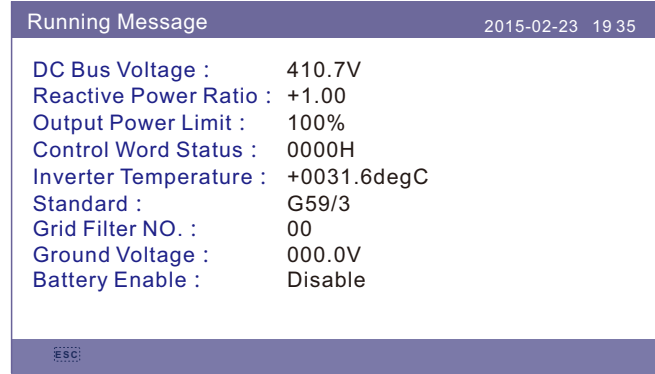 Running Message 2015-02-23 19 35
DC Bus Voltage : 410.7V
Reactive Power Ratio : +1.00
Output Power Limit : 100%
Control Word Status : 0000H
Inverter Temperature : +0031.6degC
Standard : G59/3
Grid Filter NO. : 00
Ground Voltage : 000.0V
Battery Enable : Disable
ESC